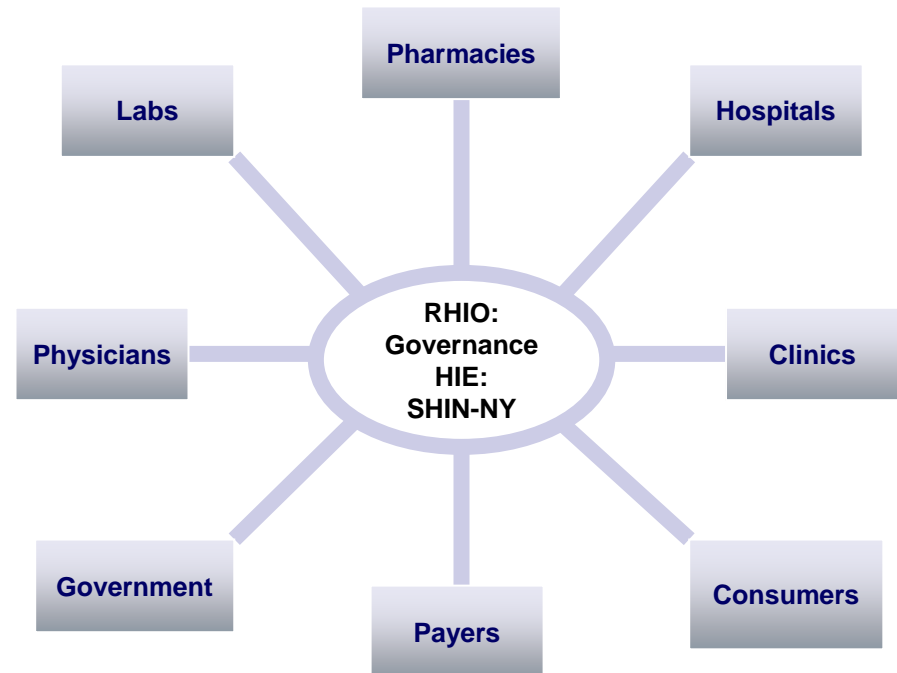 Pharmacies
Labs
Hospitals
RHIO:
Governance
HIE:
SHIN-NY
Physicians
Clinics
Government
Consumers
Payers